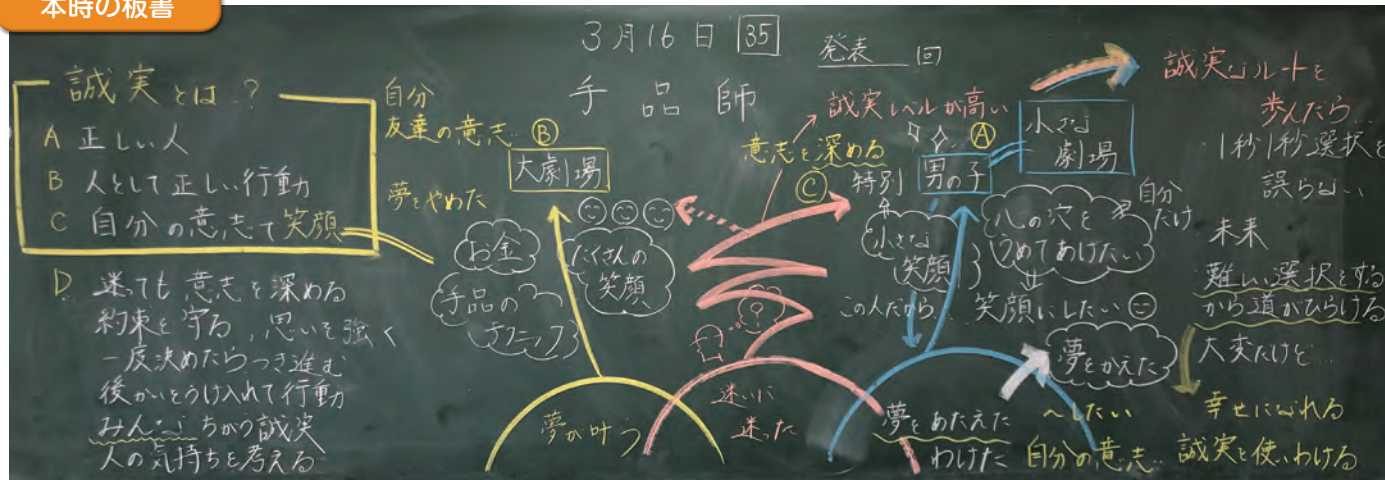 本時の板書
3月16日 35
発表 回
手品師
誠実とは?
A 正しい人
B 人として正しい行動
C 自分の意志で笑顔
D 迷っても意志を深める
約束を守る,思いを強く
一度決めたらつき進む
後かいをうけ入れて行動
みんなちがう誠実
人の気持ちを考える
自分
友達の意志 Ⓑ
夢をやめた
大劇場
お金
手品の
テクニック
たくさんの
笑顔
夢が叶う
誠実レベルが高い
意志を深める
Ⓒ
?
迷いに
迷った
Ⓐ
特別 男の子
小さな
劇場
小さな
笑顔
心の穴を
うめてあげたい
自分
だけ
この人だから… 笑顔にしたい
夢をかえた
夢をあたえた
わけた
〜したい
自分の意志…
誠実なルートを
歩んだら…
・1秒1秒選択を
誤らない
未来
難しい選択をする
から道がひらける
大変だけど…
幸せになれる
誠実を使いわける